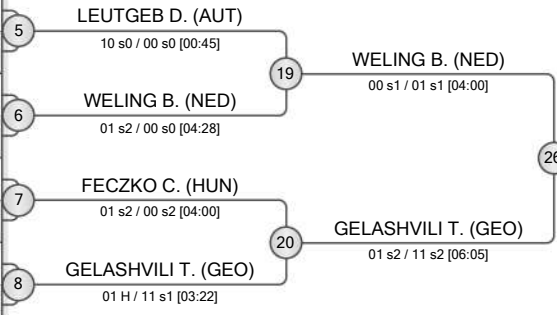 5
LEUTGEB D. (AUT)
10 s0 / 00 s0 [00:45]
19
WELING B. (NED)
00 s1 / 01 s1 [04:00]
6
WELING B. (NED)
01 s2 / 00 s0 [04:28]
26
7
FECZKO C. (HUN)
01 s2 / 00 s2 [04:00]
20
GELASHVILI T. (GEO)
01 s2 / 11 s2 [06:05]
8
GELASHVILI T. (GEO)
01 H / 11 s1 [03:22]